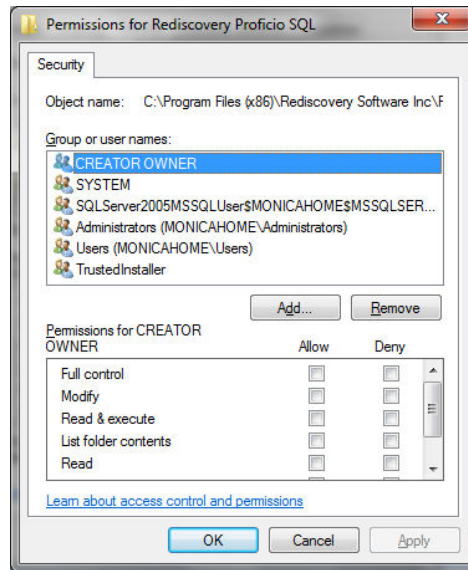 Permissions for Rediscovery Proficio SQL
Security
Object name: C:\Program Files (x86)\Rediscovery Software Inc\F
Group or user names:
CREATOR OWNER
SYSTEM
SQLServer2005MSSQLUser$MONICAHOME$MSSQLSER...
Administrators (MONICAHOME\Administrators)
Users (MONICAHOME\Users)
TrustedInstaller
Add... Remove
Permissions for CREATOR
OWNER Allow Deny
Full control
Modify
Read & execute
List folder contents
Read
Learn about access control and permissions
OK Cancel Apply